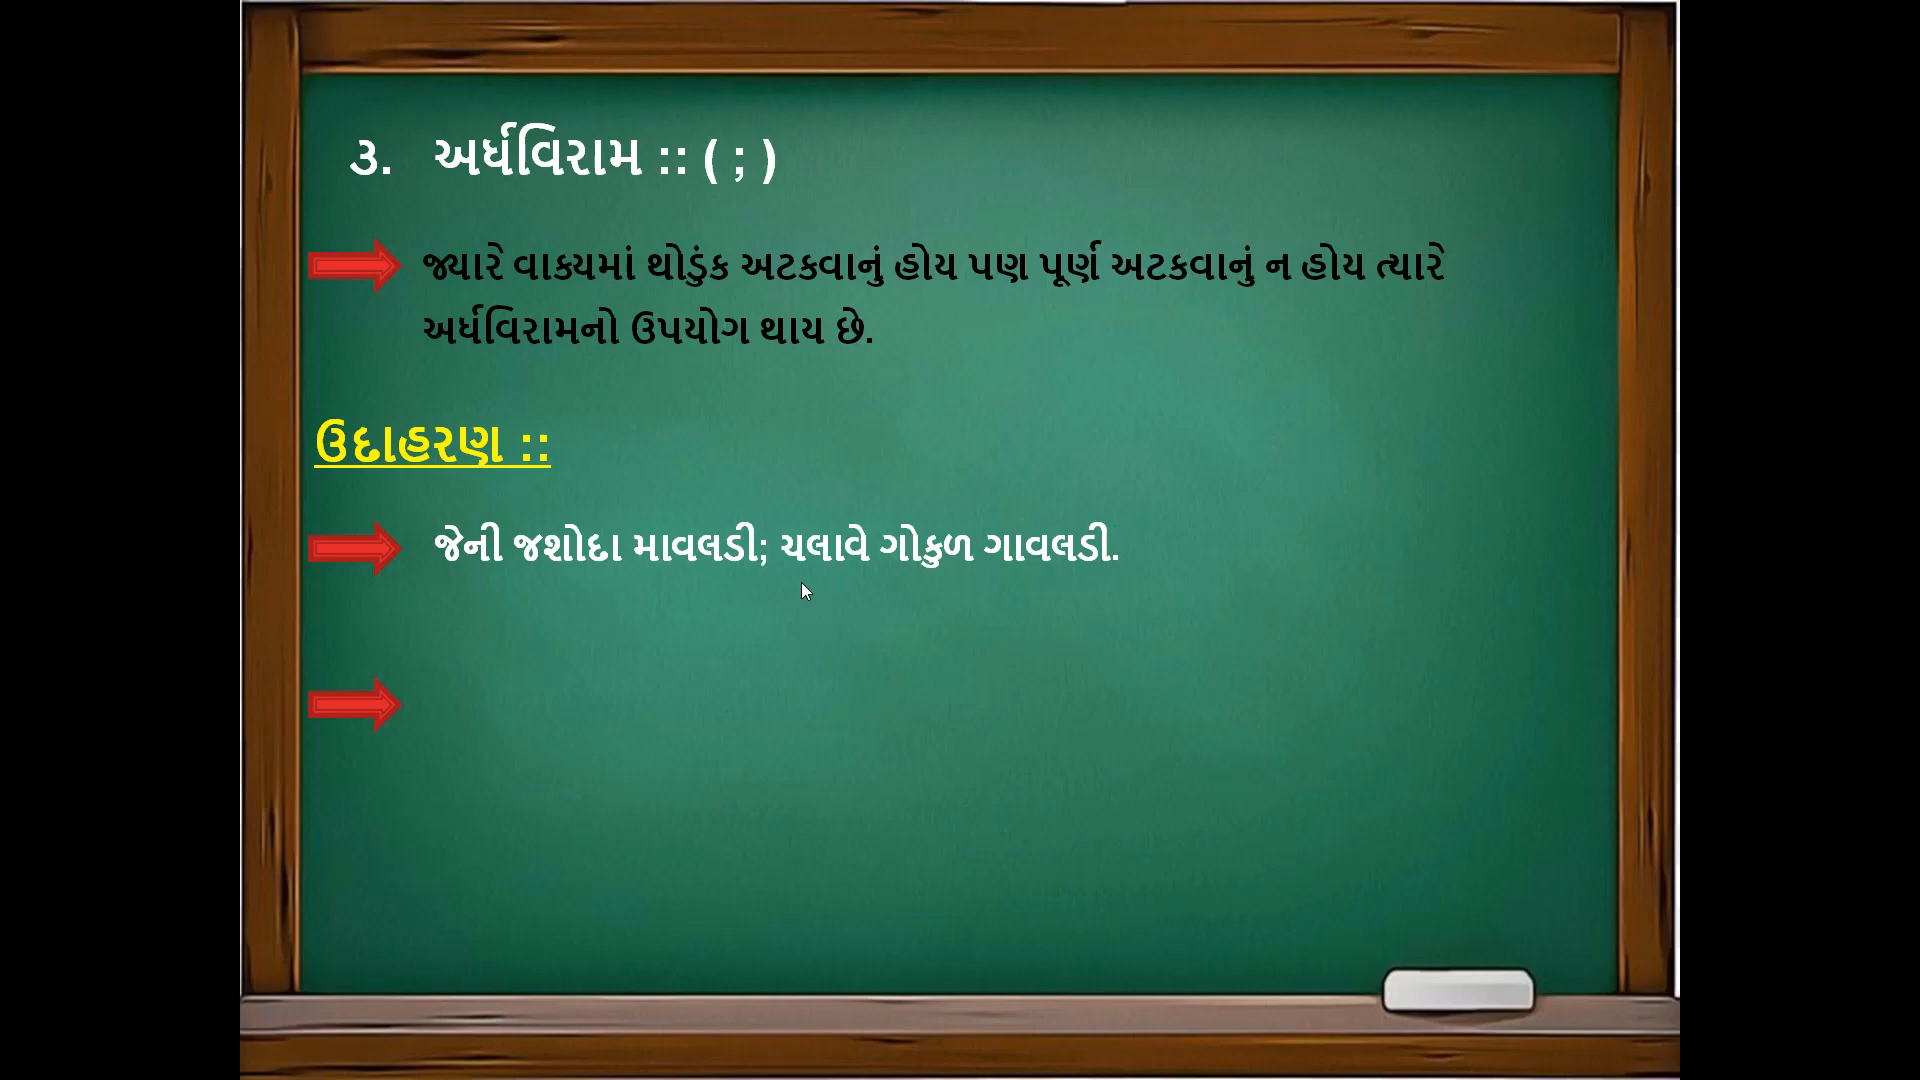 ૩. અર્ધવિરામ :: ( ; )
જ્યારે વાક્યમાં થોડુંક અટકવાનું હોય પણ પૂર્ણ અટકવાનું ન હોય ત્યારે
અર્ધવિરામનો ઉપયોગ થાય છે.
ઉદાહરણ ::
જેની જશોદા માવલડી; ચલાવે ગોકુળ ગાવલડી.